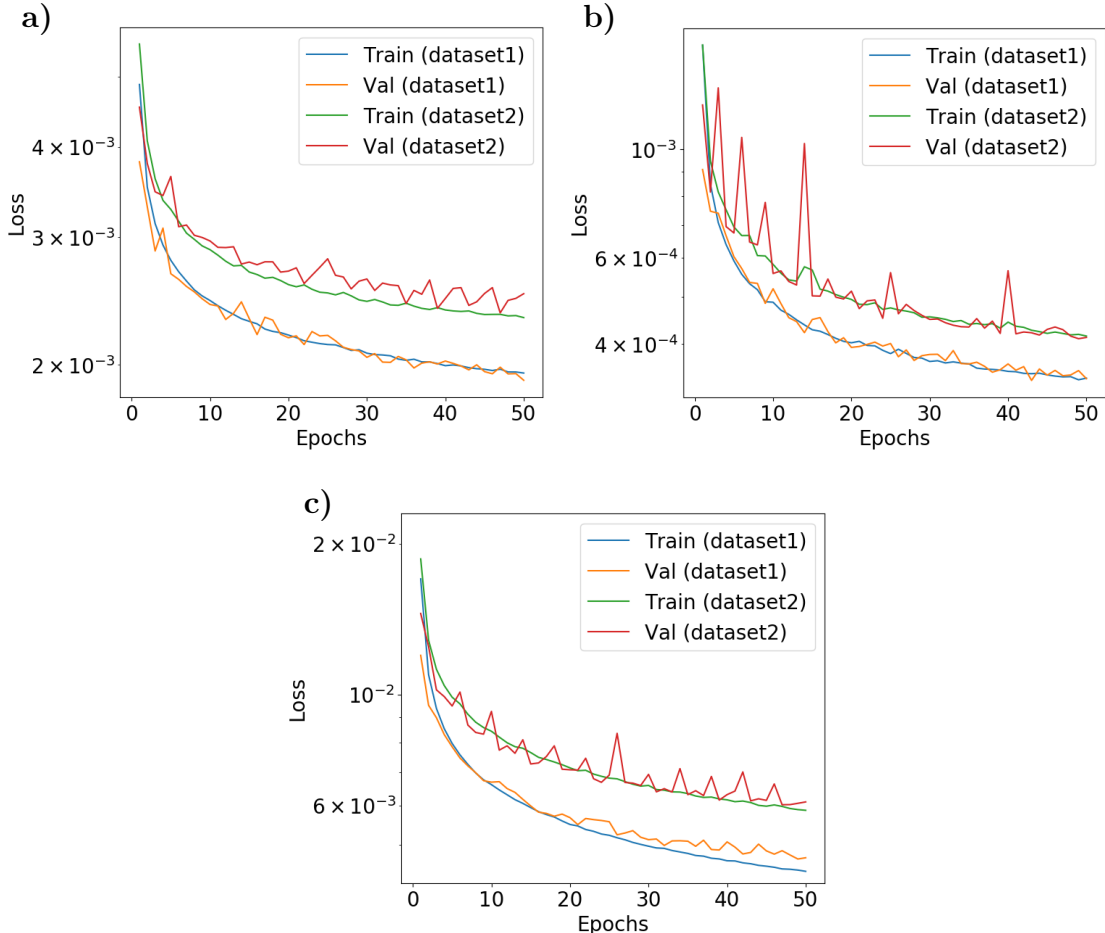 a)
Train (dataset1)
Val (dataset1)
Train (dataset2)
Val (dataset2)
4 × 10⁻³
3 × 10⁻³
2 × 10⁻³
Loss
0 10 20 30 40 50
Epochs
b)
Train (dataset1)
Val (dataset1)
Train (dataset2)
Val (dataset2)
10⁻³
6 × 10⁻⁴
4 × 10⁻⁴
Loss
0 10 20 30 40 50
Epochs
c)
Train (dataset1)
Val (dataset1)
Train (dataset2)
Val (dataset2)
2 × 10⁻²
10⁻²
6 × 10⁻³
Loss
0 10 20 30 40 50
Epochs